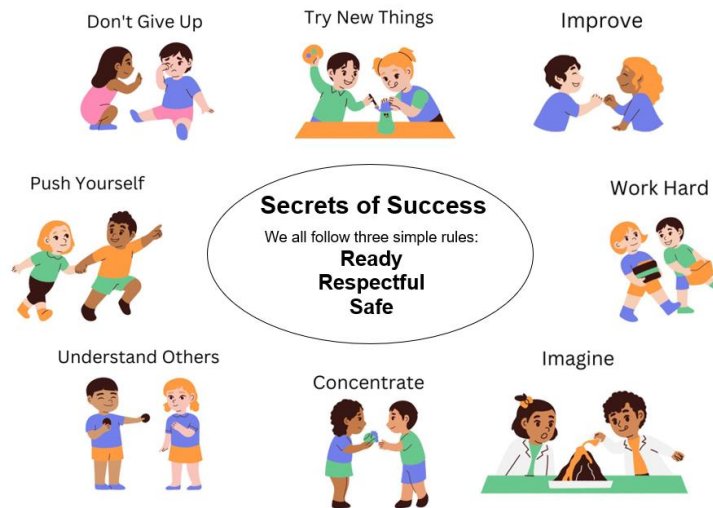 Don't Give Up
Try New Things
Improve
Push Yourself
Secrets of Success
We all follow three simple rules:
Ready
Respectful
Safe
Work Hard
Understand Others
Concentrate
Imagine